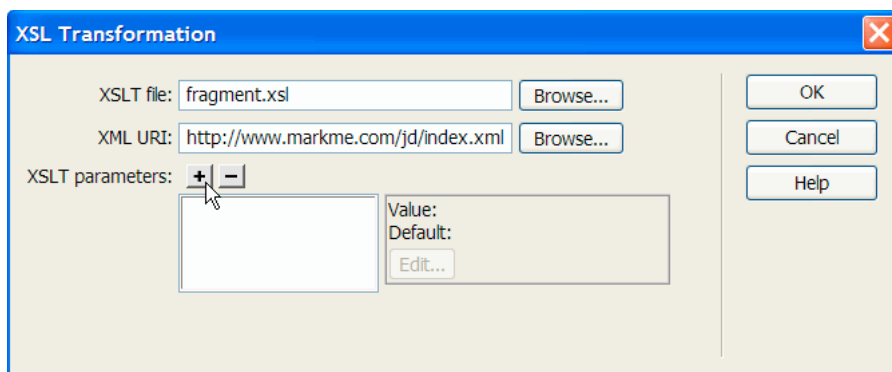 XSL Transformation
XSLT file: fragment.xsl Browse... OK
XML URI: http://www.markme.com/jd/index.xml Browse... Cancel
XSLT parameters: + − Help
Value:
Default:
Edit...